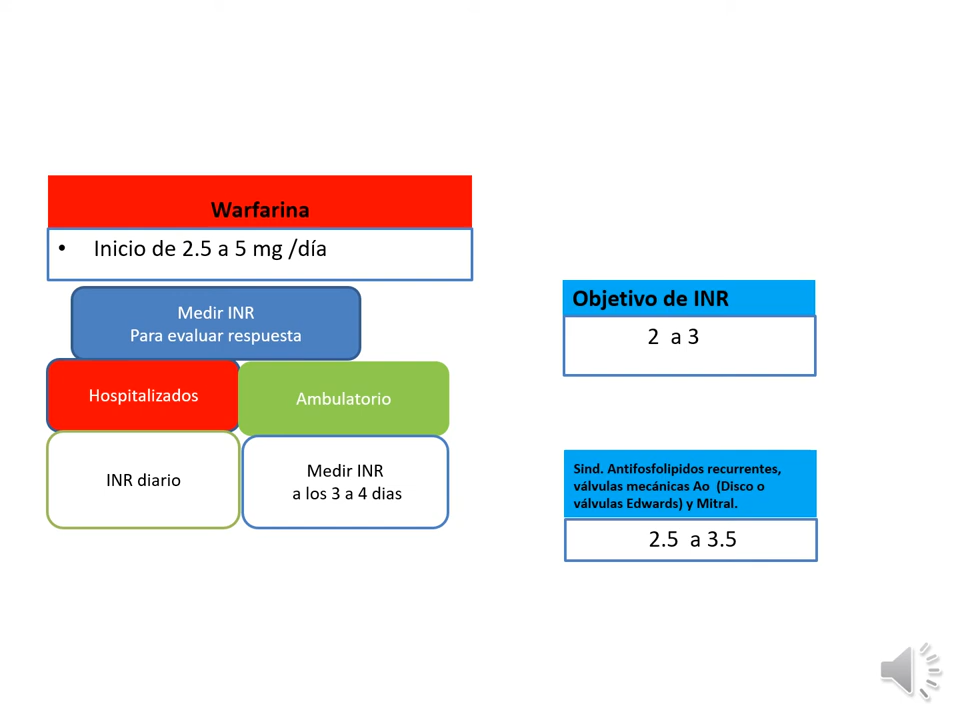 Warfarina
• Inicio de 2.5 a 5 mg /día
Medir INR
Para evaluar respuesta
Hospitalizados
Ambulatorio
INR diario
Medir INR
a los 3 a 4 dias
Objetivo de INR
2 a 3
Sind. Antifosfolipidos recurrentes,
válvulas mecánicas Ao (Disco o
válvulas Edwards) y Mitral.
2.5 a 3.5